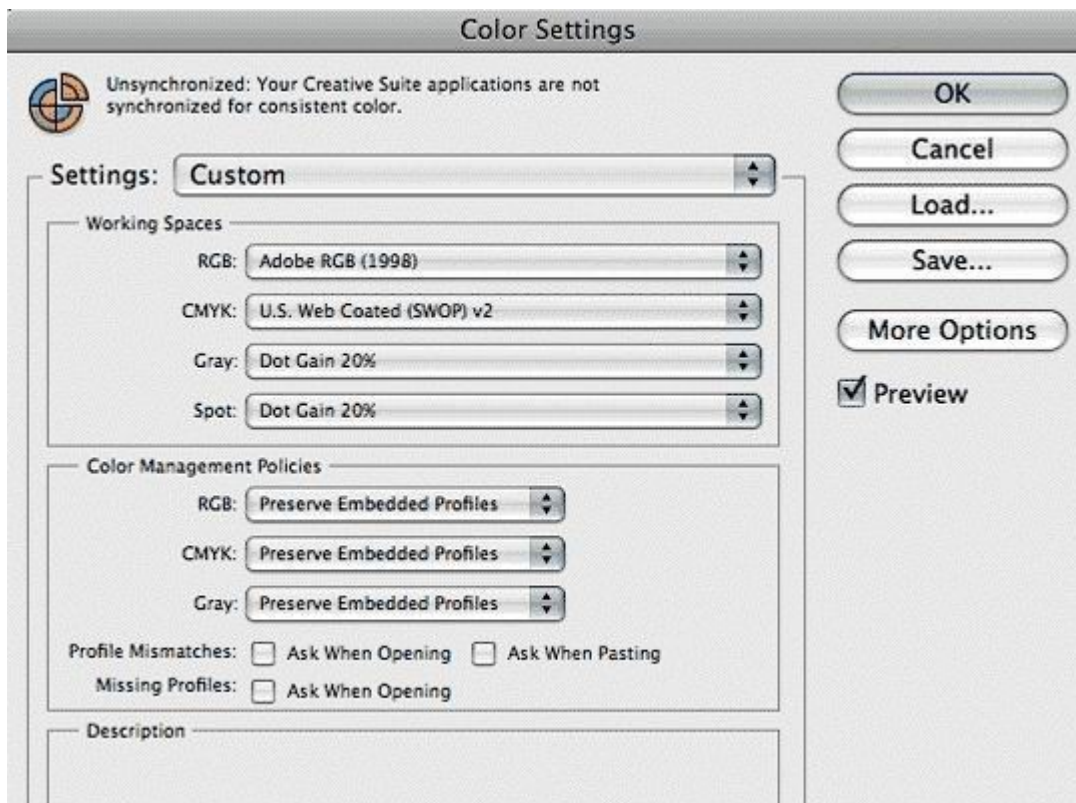 Color Settings
Unsynchronized: Your Creative Suite applications are not
synchronized for consistent color.
OK
Cancel
Load...
Save...
More Options
Preview
Settings: Custom
Working Spaces
RGB: Adobe RGB (1998)
CMYK: U.S. Web Coated (SWOP) v2
Gray: Dot Gain 20%
Spot: Dot Gain 20%
Color Management Policies
RGB: Preserve Embedded Profiles
CMYK: Preserve Embedded Profiles
Gray: Preserve Embedded Profiles
Profile Mismatches: Ask When Opening Ask When Pasting
Missing Profiles: Ask When Opening
Description